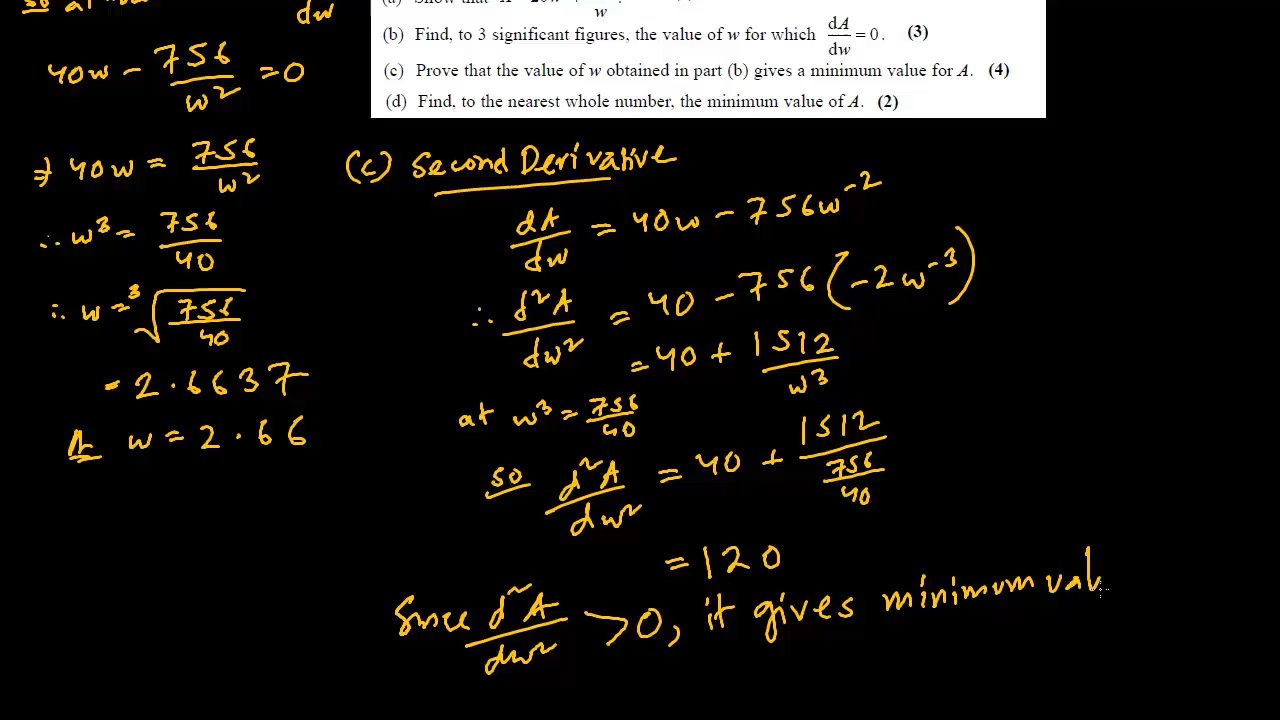 so at
dw
w
(b) Find, to 3 significant figures, the value of w for which dA/dw = 0. (3)
(c) Prove that the value of w obtained in part (b) gives a minimum value for A. (4)
(d) Find, to the nearest whole number, the minimum value of A. (2)
40w − 756/w² = 0
⇒ 40w = 756/w²
∴ w³ = 756/40
∴ w = ³√(756/40)
= 2.6637
w = 2.66
(c) Second Derivative
dA/dw = 40w − 756w⁻²
∴ d²A/dw² = 40 − 756(−2w⁻³)
= 40 + 1512/w³
at w³ = 756/40
so d²A/dw² = 40 + 1512/(756/40)
= 120
Since d²A/dw² > 0, it gives minimum val